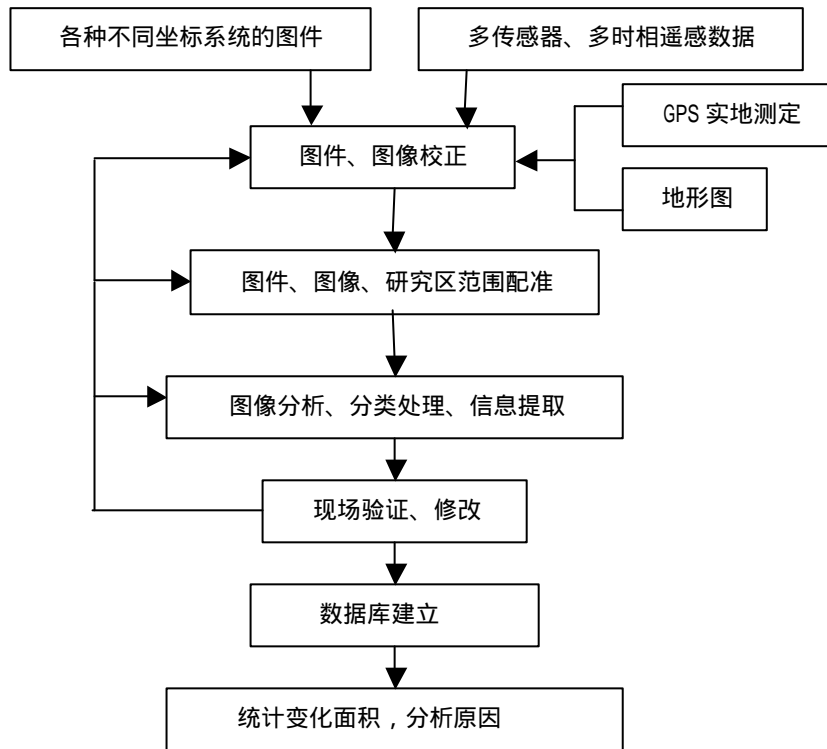 各种不同坐标系统的图件
多传感器、多时相遥感数据
GPS 实地测定
图件、图像校正
地形图
图件、图像、研究区范围配准
图像分析、分类处理、信息提取
现场验证、修改
数据库建立
统计变化面积，分析原因